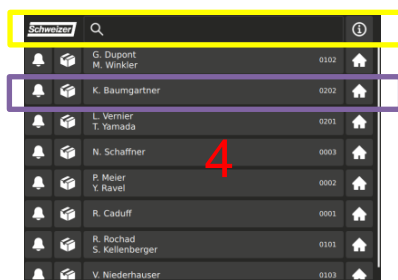 Schweizer
G. Dupont
M. Winkler
0102
K. Baumgartner
0202
L. Vernier
T. Yamada
0201
N. Schaffner
0003
P. Meier
Y. Ravel
0002
R. Caduff
0001
R. Rochad
S. Kellenberger
0101
V. Niederhauser
0103
4